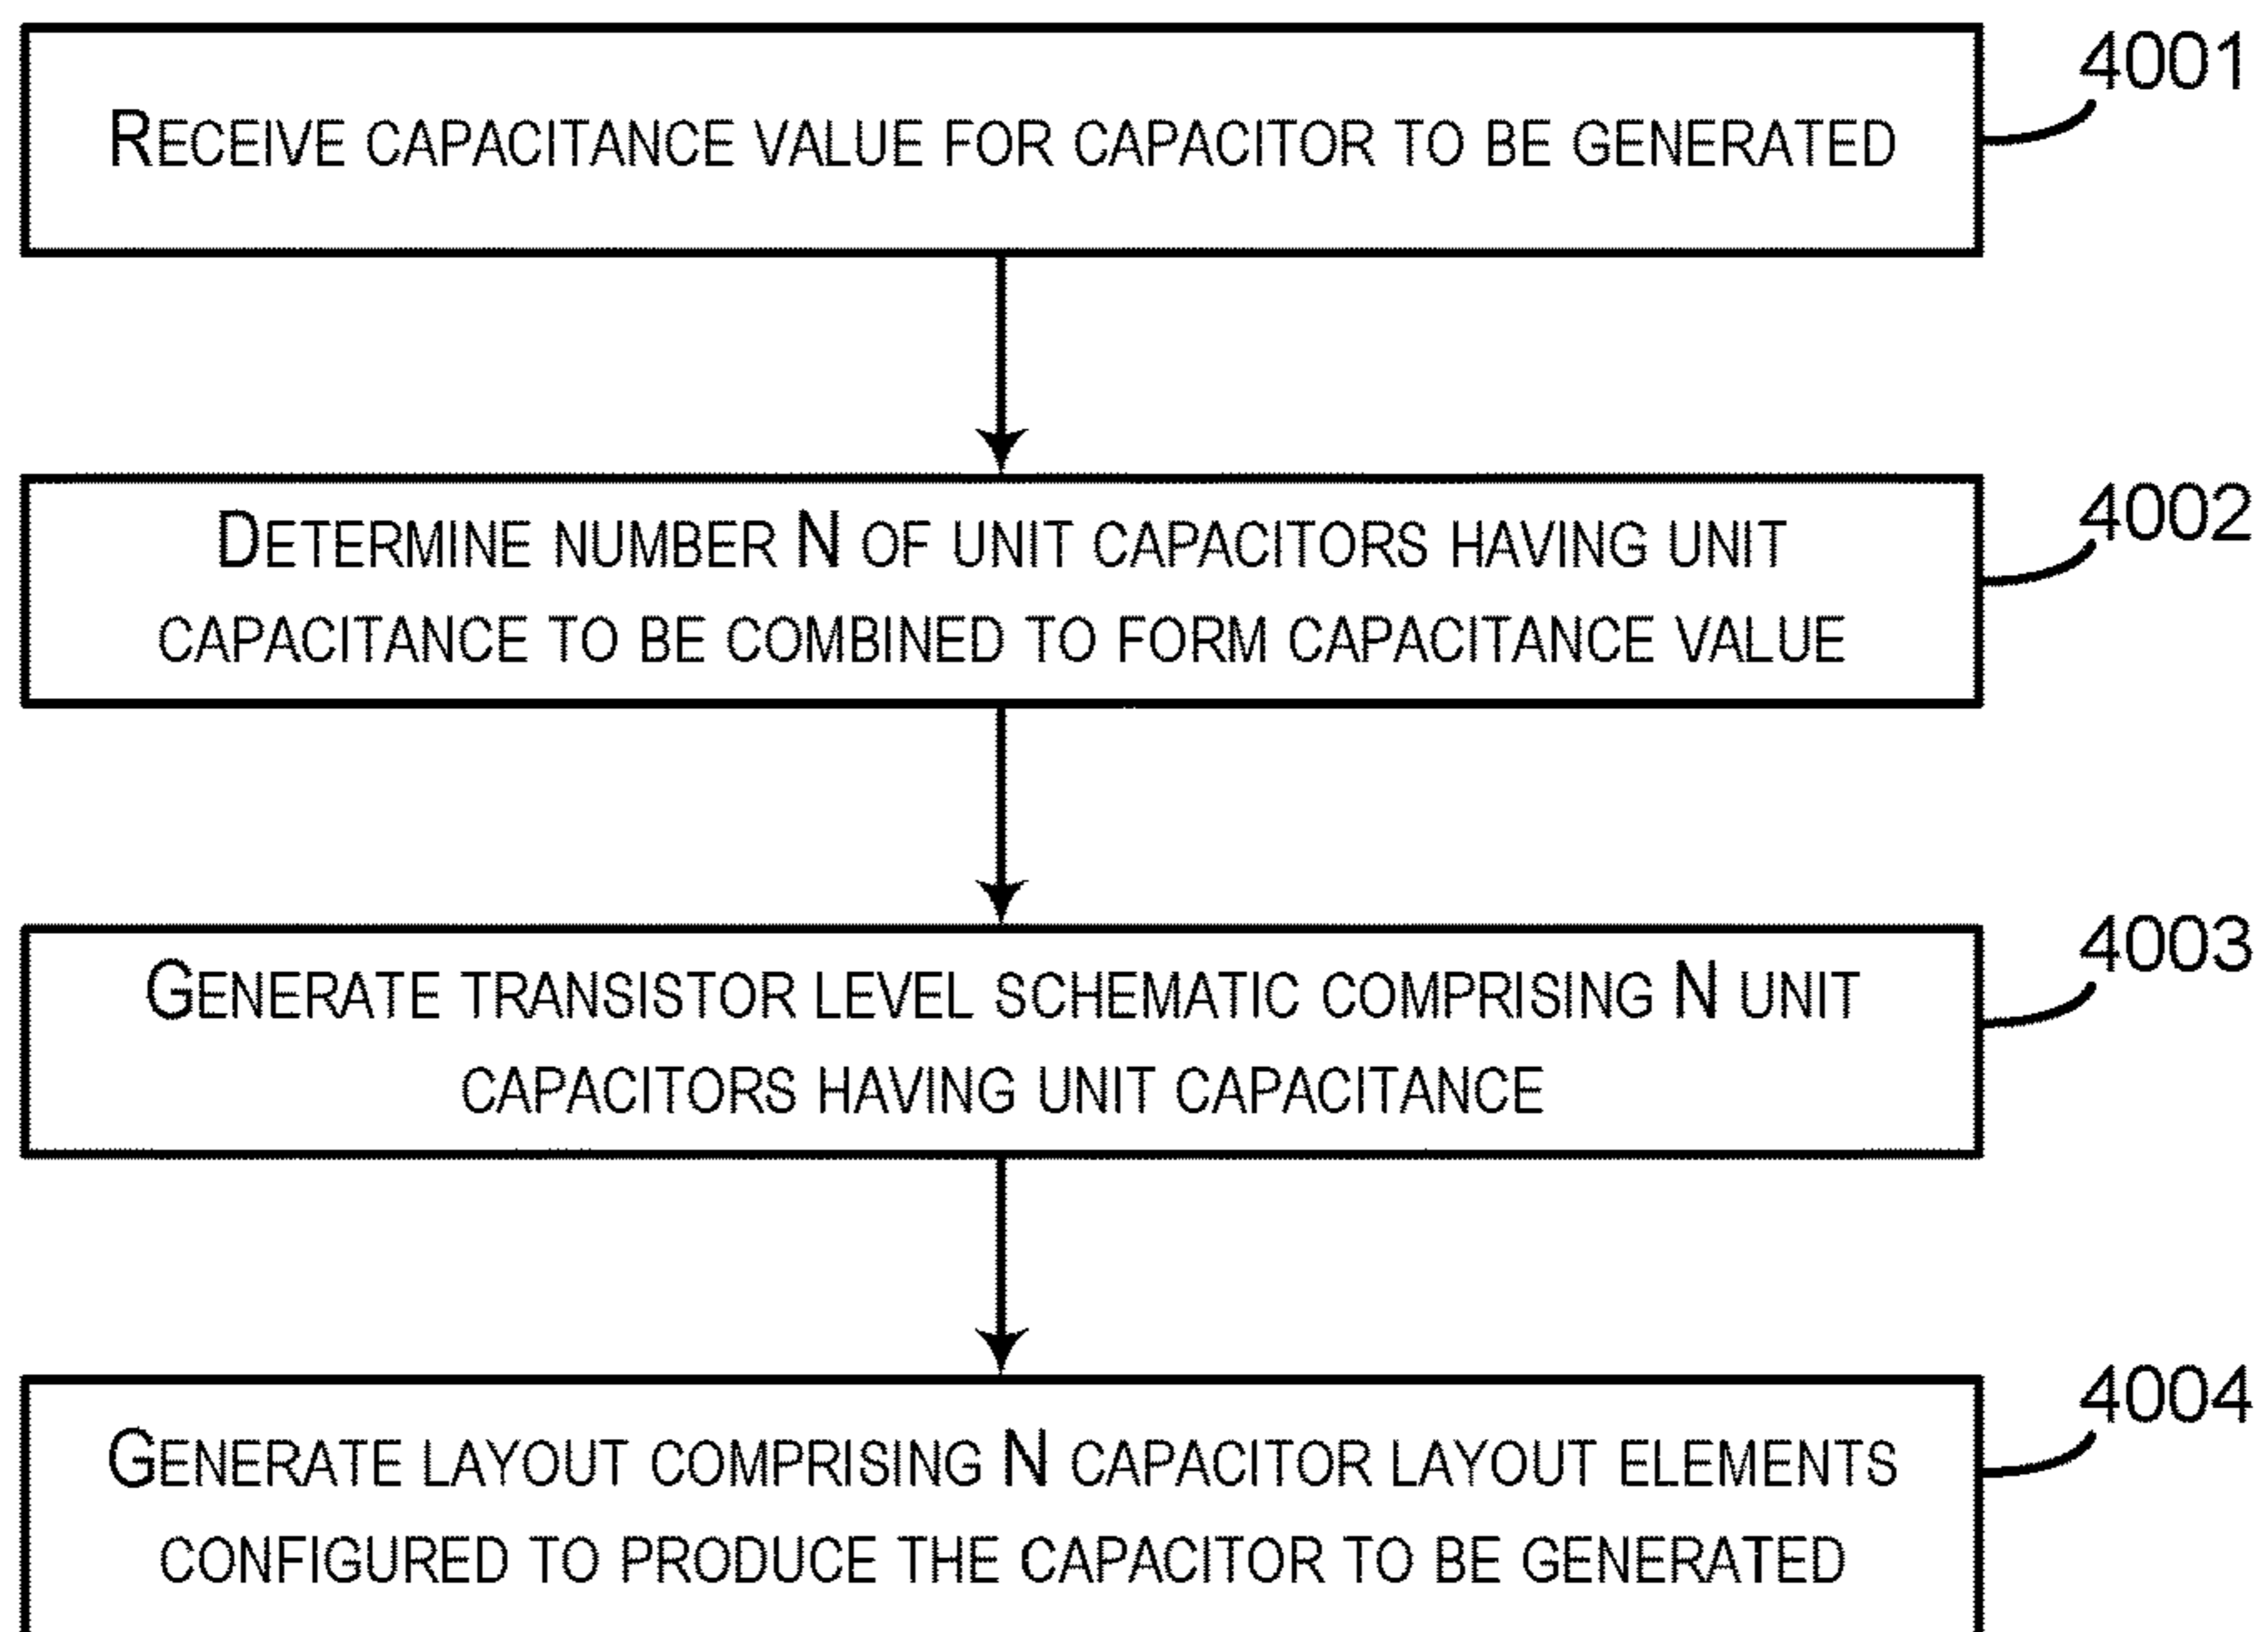 RECEIVE CAPACITANCE VALUE FOR CAPACITOR TO BE GENERATED
4001
DETERMINE NUMBER N OF UNIT CAPACITORS HAVING UNIT
CAPACITANCE TO BE COMBINED TO FORM CAPACITANCE VALUE
4002
GENERATE TRANSISTOR LEVEL SCHEMATIC COMPRISING N UNIT
CAPACITORS HAVING UNIT CAPACITANCE
4003
GENERATE LAYOUT COMPRISING N CAPACITOR LAYOUT ELEMENTS
CONFIGURED TO PRODUCE THE CAPACITOR TO BE GENERATED
4004